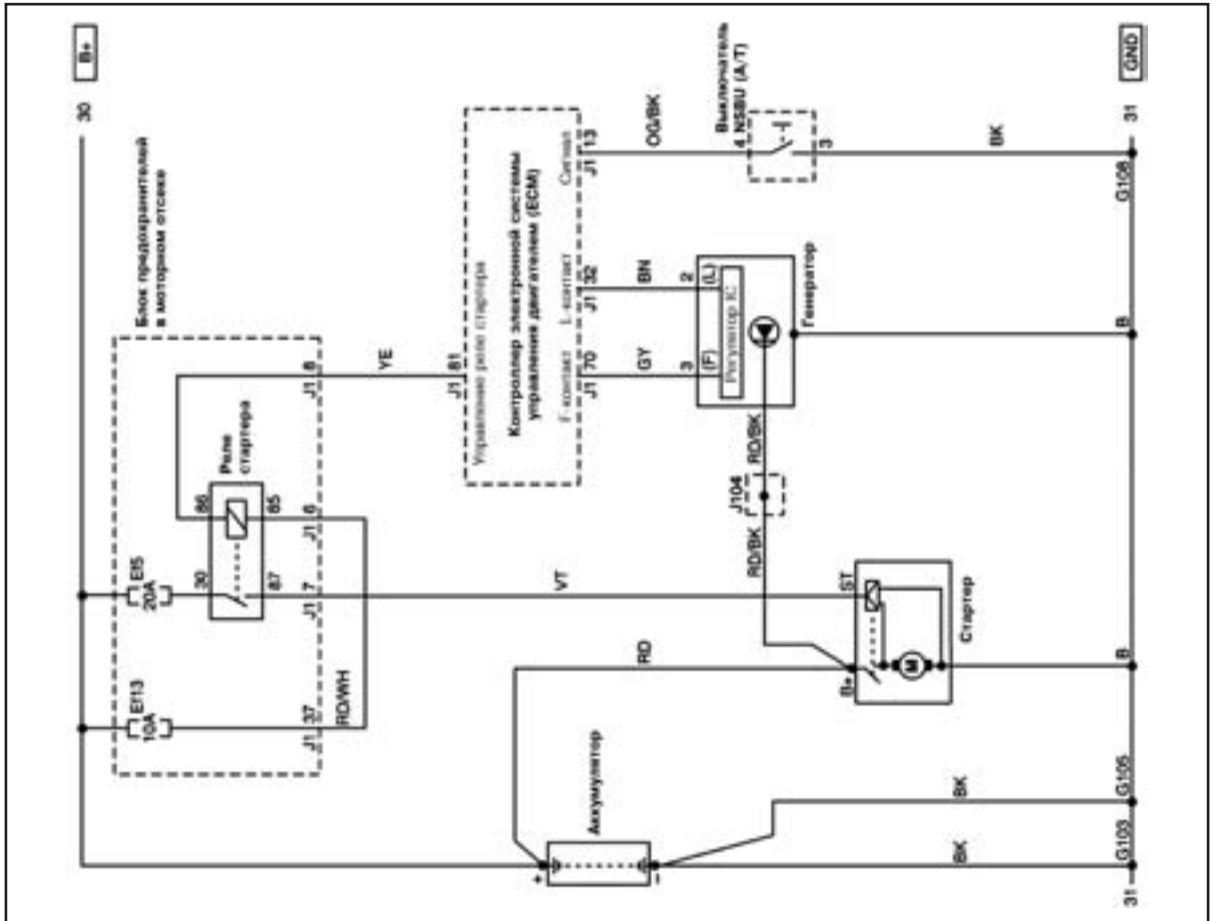 30
B+
Блок предохранителей
в моторном отсеке
Ef13
10A
Ef5
20A
Реле
стартера
30
86
87
85
J1 37
J1 7
J1 6
J1 8
RD/WH
YE
J1 81
Управление реле стартера
Контроллер электронной системы
управления двигателем (ECM)
F-контакт
L-контакт
Сигнал
J1 70
J1 32
J1 13
GY
BN
OG/BK
Выключатель
4 NSBU (A/T)
3
BK
3
(F)
2
(L)
Регулятор IC
Генератор
RD/BK
J104
RD/BK
VT
RD
ST
B+
M
Стартер
Аккумулятор
+
-
BK
BK
B
B
31
G103
G105
G108
31
GND